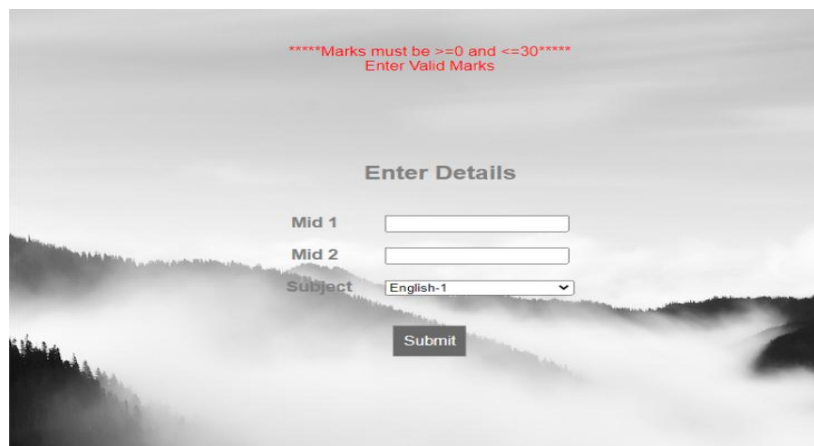 *****Marks must be >=0 and <=30*****
Enter Valid Marks
Enter Details
Mid 1
Mid 2
Subject English-1
Submit